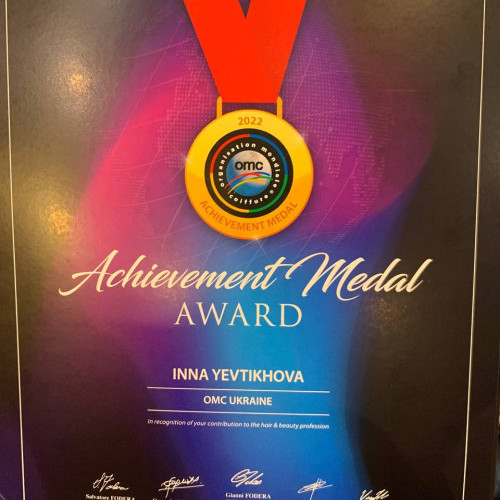 2022
organisation mondiale coiffure
omc
ACHIEVEMENT MEDAL
Achievement Medal
AWARD
INNA YEVTIKHOVA
OMC UKRAINE
In recognition of your contribution to the hair & beauty profession
Salvatore FODERA
Gianni FODERA